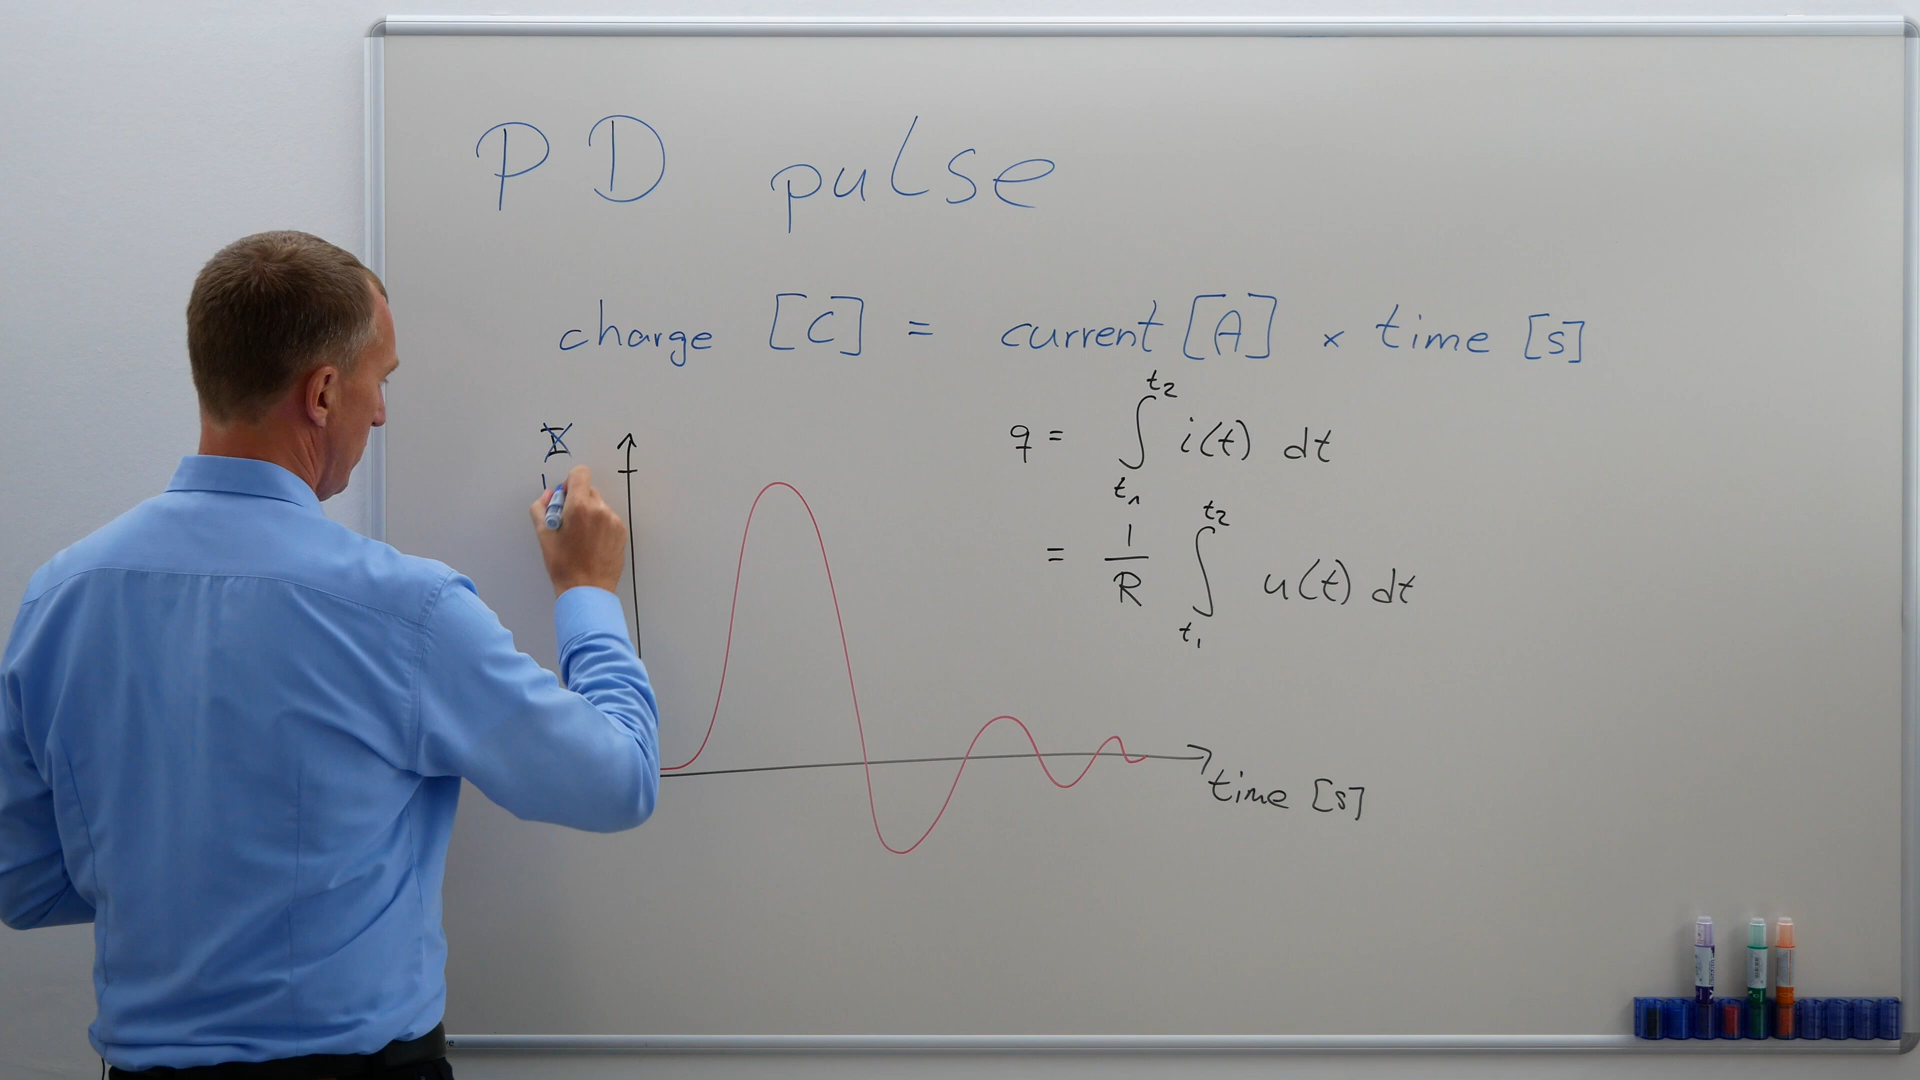 PD pulse
charge [C] = current [A] × time [s]
I
q = ∫ t₁ t₂ i(t) dt
= 1/R ∫ t₁ t₂ u(t) dt
time [s]